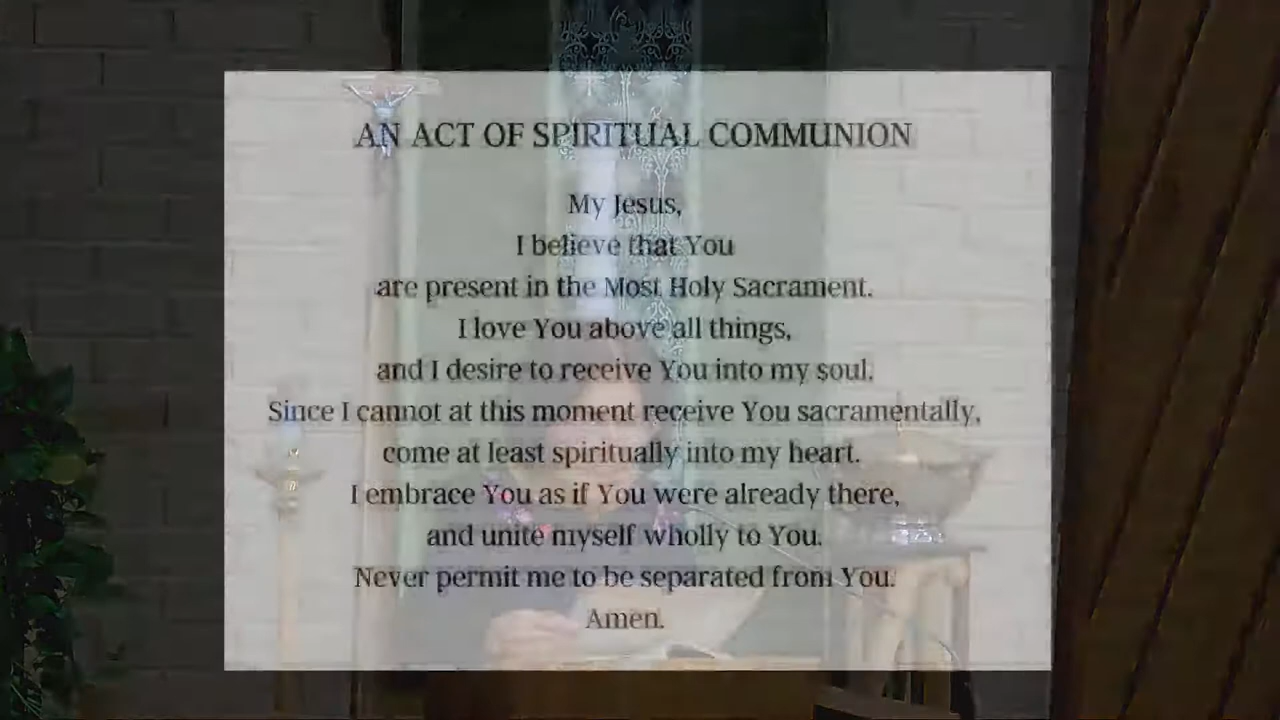 AN ACT OF SPIRITUAL COMMUNION
My Jesus,
I believe that You
are present in the Most Holy Sacrament.
I love You above all things,
and I desire to receive You into my soul.
Since I cannot at this moment receive You sacramentally,
come at least spiritually into my heart.
I embrace You as if You were already there,
and unite myself wholly to You.
Never permit me to be separated from You.
Amen.